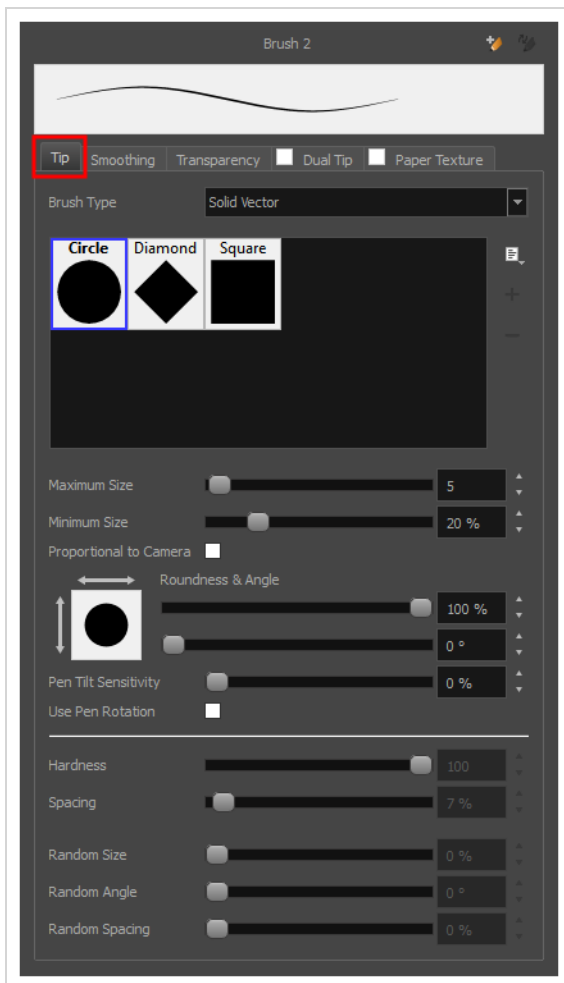 Brush 2
Tip Smoothing Transparency Dual Tip Paper Texture
Brush Type Solid Vector
Circle Diamond Square
Maximum Size 5
Minimum Size 20 %
Proportional to Camera
Roundness & Angle
100 %
0 °
Pen Tilt Sensitivity 0 %
Use Pen Rotation
Hardness 100
Spacing 7 %
Random Size 0 %
Random Angle 0 °
Random Spacing 0 %